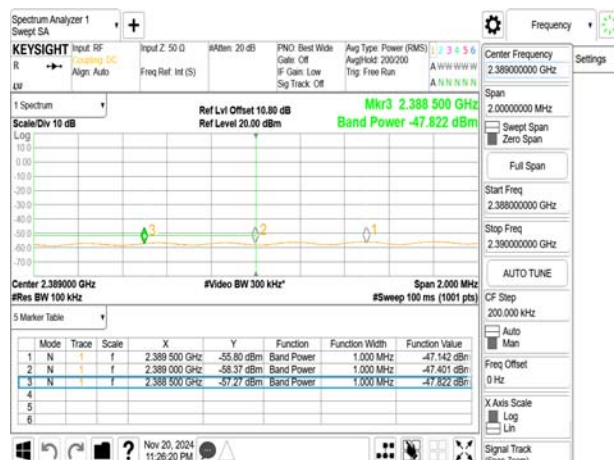 Spectrum Analyzer 1
Swept SA
Frequency
Settings
KEYSIGHT
R
Input: RF
Coupling: DC
Align: Auto
Input Z: 50 Ω
Freq Ref: Int (S)
#Atten: 20 dB
PNO: Best Wide
Gate: Off
IF Gain: Low
Sig Track: Off
Avg Type: Power (RMS)
Avg|Hold: 200/200
Trig: Free Run
1 2 3 4 5 6
A W W W W W
A N N N N N
1 Spectrum
Scale/Div 10 dB
Ref Lvl Offset 10.80 dB
Ref Level 20.00 dBm
Mkr3 2.388 500 GHz
Band Power -47.822 dBm
Log
10.0
0.00
-10.0
-20.0
-30.0
-40.0
-50.0
-60.0
-70.0
3
2
1
Center 2.389000 GHz
#Video BW 300 kHz*
Span 2.000 MHz
#Res BW 100 kHz
#Sweep 100 ms (1001 pts)
5 Marker Table
Mode Trace Scale X Y Function Function Width Function Value
1 N 1 f 2.389 500 GHz -55.80 dBm Band Power 1.000 MHz -47.142 dBm
2 N 1 f 2.389 000 GHz -58.37 dBm Band Power 1.000 MHz -47.401 dBm
3 N 1 f 2.388 500 GHz -57.27 dBm Band Power 1.000 MHz -47.822 dBm
4
5
6
Nov 20, 2024
11:26:20 PM
Center Frequency
2.389000000 GHz
Span
2.00000000 MHz
Swept Span
Zero Span
Full Span
Start Freq
2.388000000 GHz
Stop Freq
2.390000000 GHz
AUTO TUNE
CF Step
200.000 kHz
Auto
Man
Freq Offset
0 Hz
X Axis Scale
Log
Lin
Signal Track
(Span Zoom)